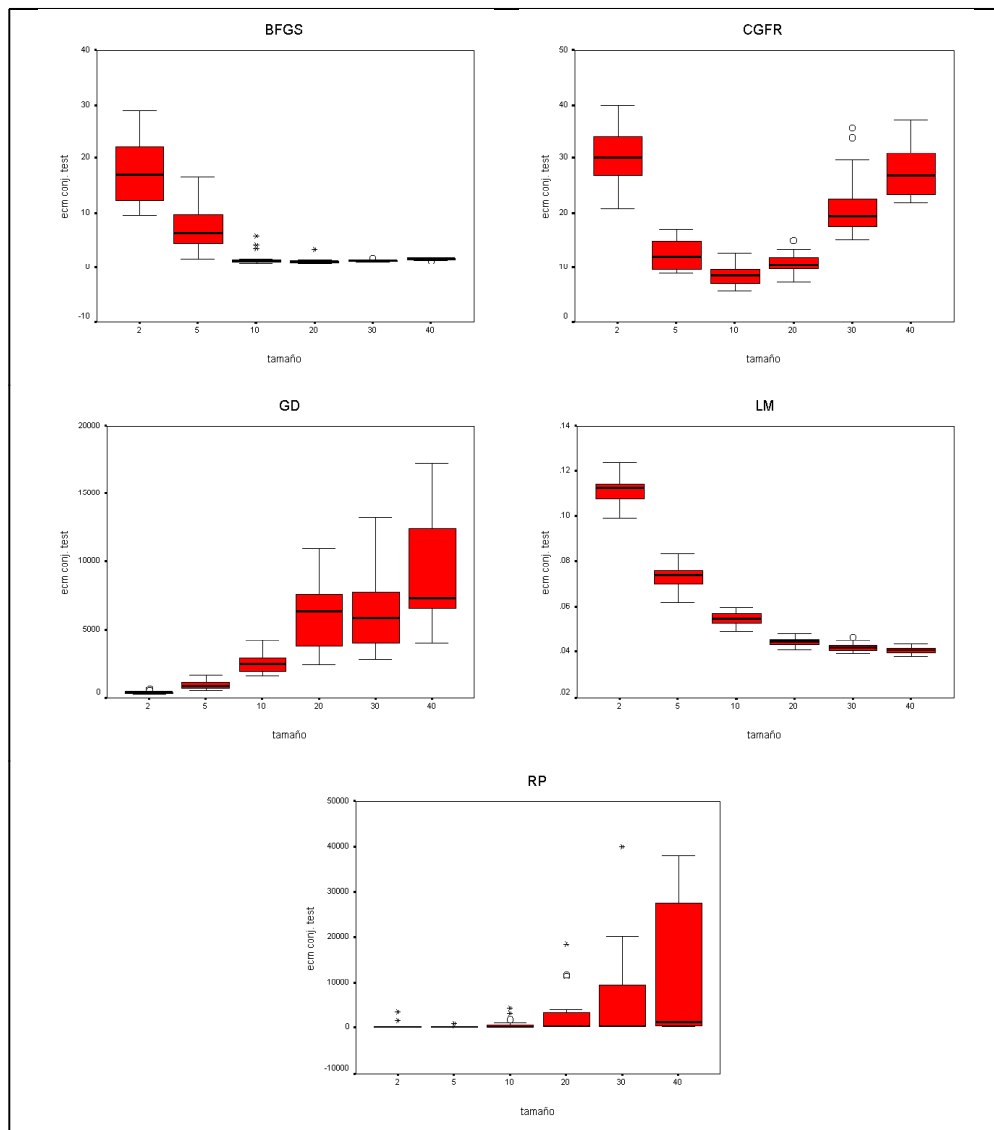 BFGS
40
30
20
10
0
-10
ecm conj. test
2 5 10 20 30 40
tamaño
CGFR
50
40
30
20
10
0
ecm conj. test
2 5 10 20 30 40
tamaño
GD
20000
15000
10000
5000
0
ecm conj. test
2 5 10 20 30 40
tamaño
LM
.14
.12
.10
.08
.06
.04
.02
ecm conj. test
2 5 10 20 30 40
tamaño
RP
50000
40000
30000
20000
10000
0
-10000
ecm conj. test
2 5 10 20 30 40
tamaño